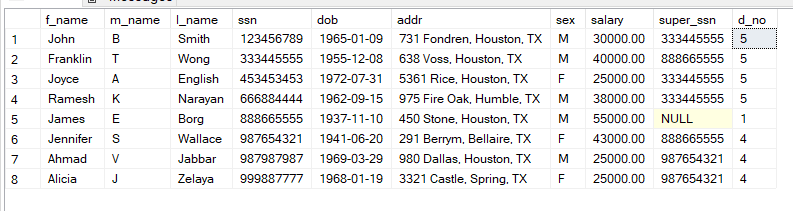 Messages
f_name m_name l_name ssn dob addr sex salary super_ssn d_no
1 John B Smith 123456789 1965-01-09 731 Fondren, Houston, TX M 30000.00 333445555 5
2 Franklin T Wong 333445555 1955-12-08 638 Voss, Houston, TX M 40000.00 888665555 5
3 Joyce A English 453453453 1972-07-31 5361 Rice, Houston, TX F 25000.00 333445555 5
4 Ramesh K Narayan 666884444 1962-09-15 975 Fire Oak, Humble, TX M 38000.00 333445555 5
5 James E Borg 888665555 1937-11-10 450 Stone, Houston, TX M 55000.00 NULL 1
6 Jennifer S Wallace 987654321 1941-06-20 291 Berrym, Bellaire, TX F 43000.00 888665555 4
7 Ahmad V Jabbar 987987987 1969-03-29 980 Dallas, Houston, TX M 25000.00 987654321 4
8 Alicia J Zelaya 999887777 1968-01-19 3321 Castle, Spring, TX F 25000.00 987654321 4